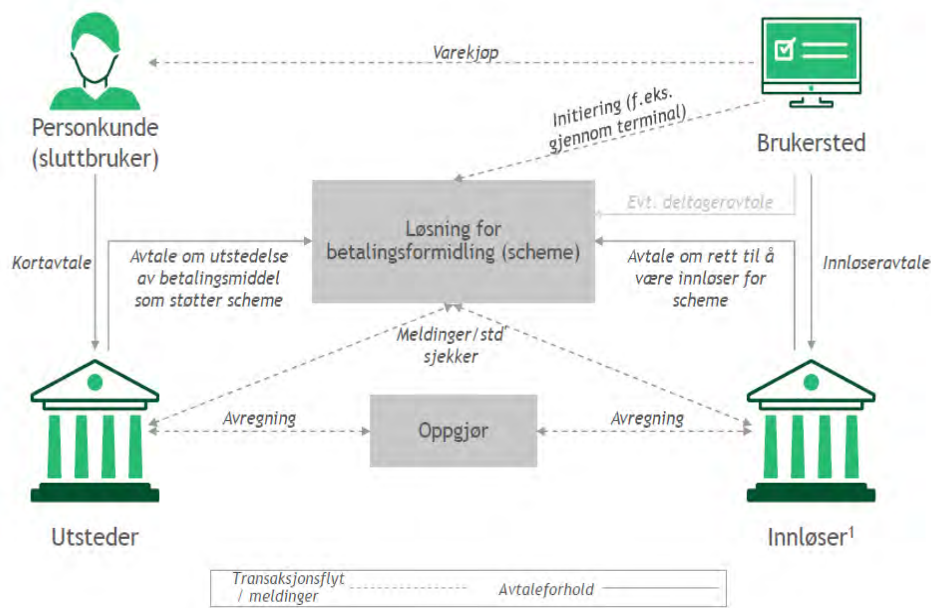 Varekjøp
Initiering (f.eks.
gjennom terminal)
Personkunde
(sluttbruker)
Brukersted
Evt. deltageravtale
Løsning for
betalingsformidling (scheme)
Kortavtale
Avtale om utstedelse
av betalingsmiddel
som støtter scheme
Avtale om rett til å
være innløser for
scheme
Innløseravtale
Meldinger/std
sjekker
Avregning
Oppgjør
Avregning
Utsteder
Innløser¹
Transaksjonsflyt
/ meldinger
Avtaleforhold